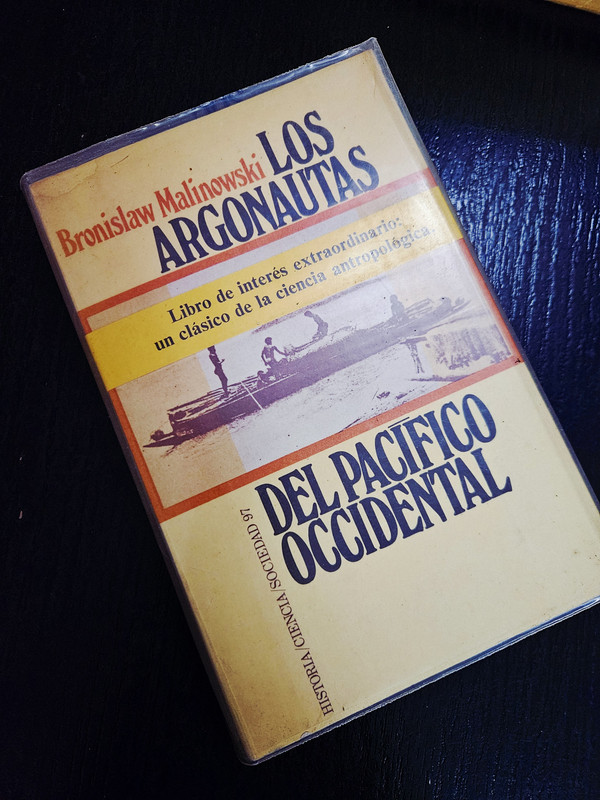 Bronislaw Malinowski LOS
ARGONAUTAS
Libro de interés extraordinario:
un clásico de la ciencia antropológica.
DEL PACÍFICO
OCCIDENTAL
HISTORIA/CIENCIA/SOCIEDAD 97